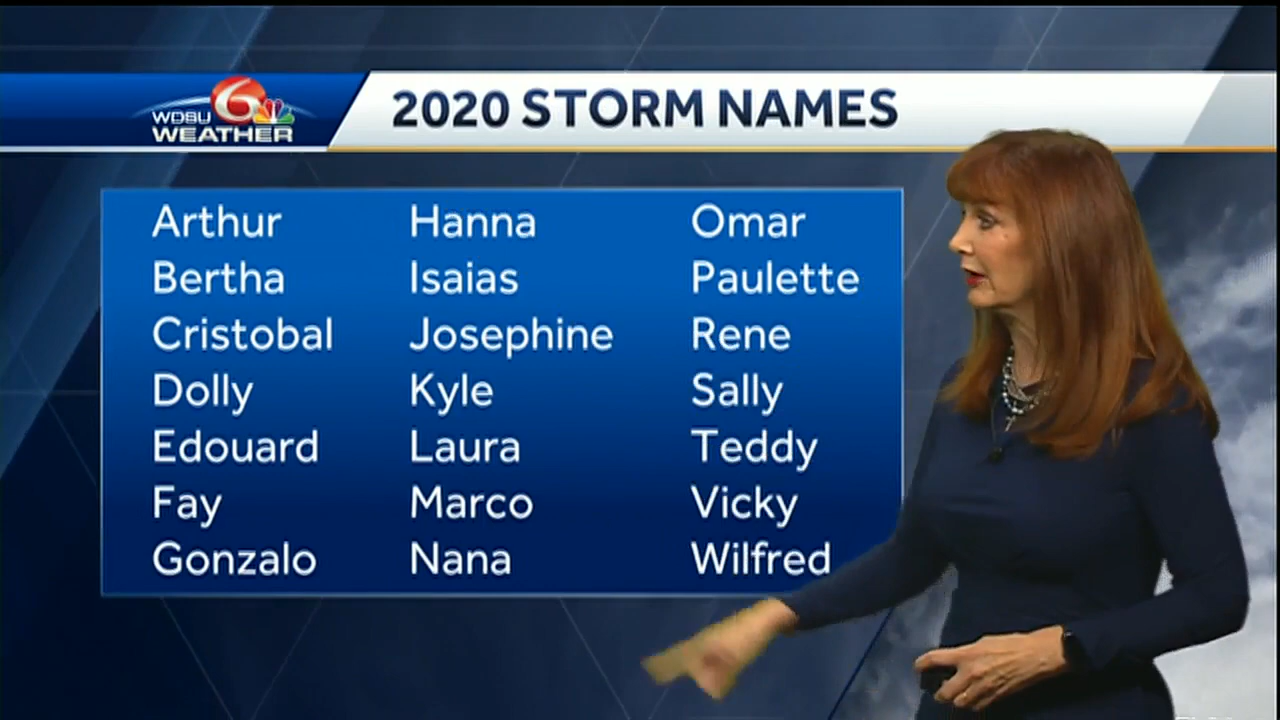 WDSU 6
WEATHER
2020 STORM NAMES
Arthur
Bertha
Cristobal
Dolly
Edouard
Fay
Gonzalo
Hanna
Isaias
Josephine
Kyle
Laura
Marco
Nana
Omar
Paulette
Rene
Sally
Teddy
Vicky
Wilfred